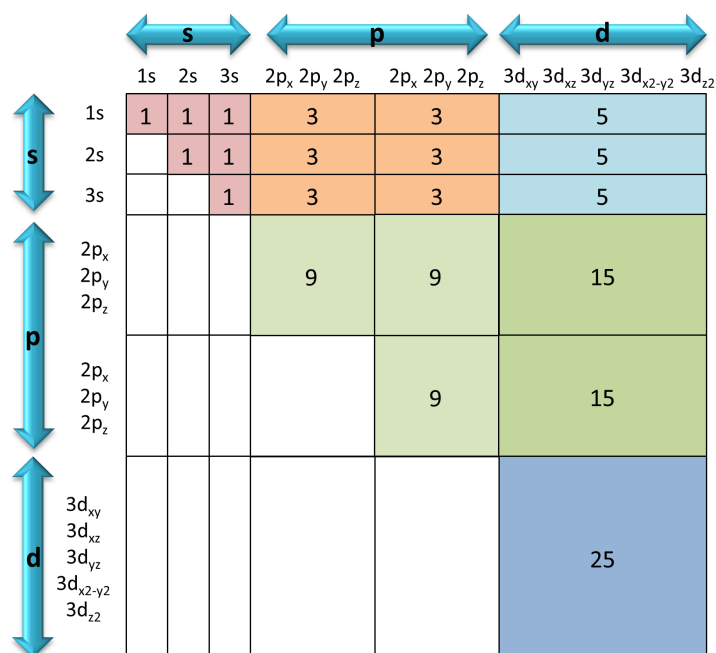 s p d
1s 2s 3s 2px 2py 2pz 2px 2py 2pz 3dxy 3dxz 3dyz 3dx2-y2 3dz2
1s 1 1 1 3 3 5
s 2s 1 1 3 3 5
3s 1 3 3 5
2px
2py 9 9 15
2pz
p
2px
2py 9 15
2pz
3dxy
3dxz
d 3dyz 25
3dx2-y2
3dz2